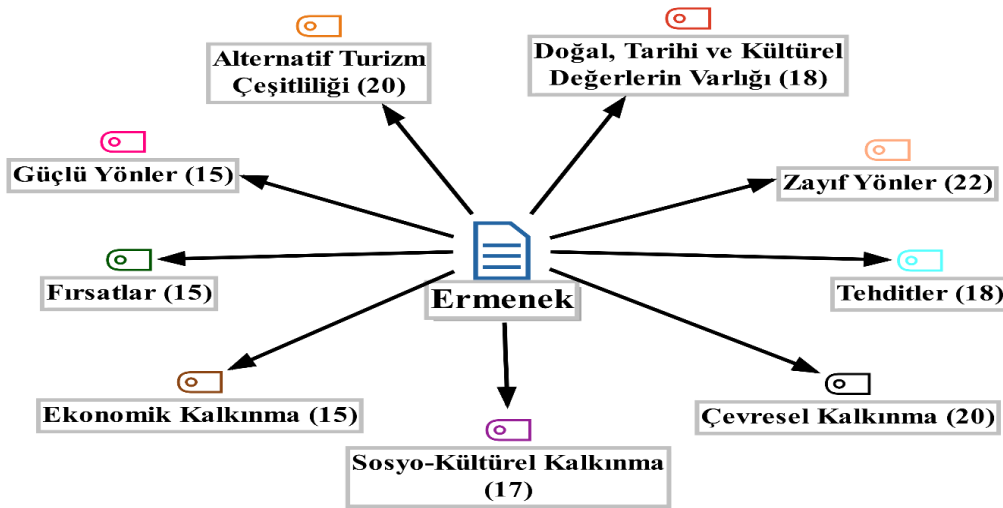 Alternatif Turizm
Çeşitliliği (20)
Doğal, Tarihi ve Kültürel
Değerlerin Varlığı (18)
Güçlü Yönler (15)
Zayıf Yönler (22)
Fırsatlar (15)
Ermenek
Tehditler (18)
Ekonomik Kalkınma (15)
Çevresel Kalkınma (20)
Sosyo-Kültürel Kalkınma
(17)